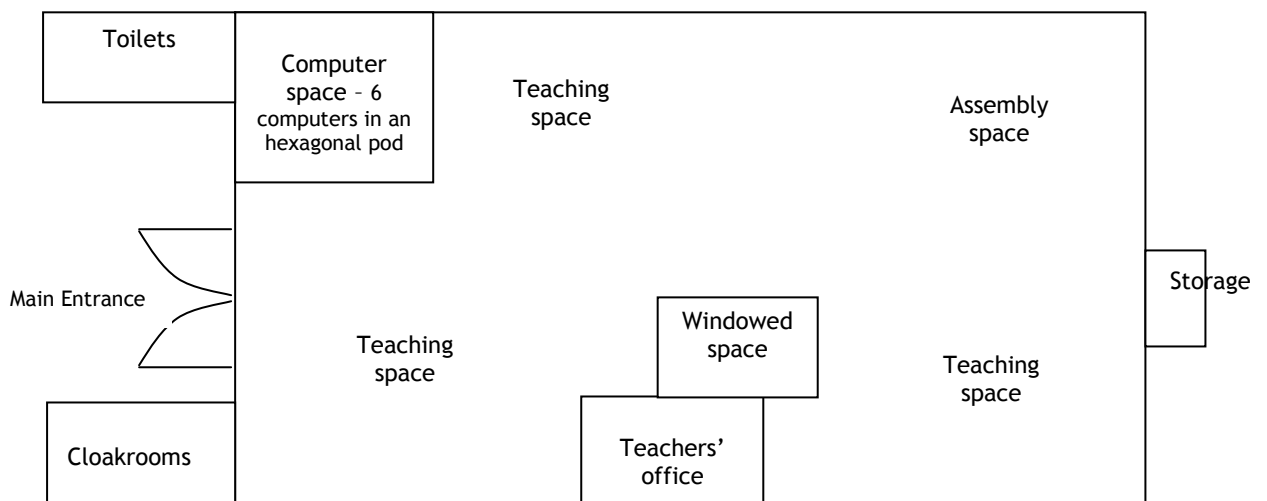 Toilets
Computer
space – 6
computers in an
hexagonal pod
Teaching
space
Assembly
space
Main Entrance
Storage
Windowed
space
Teaching
space
Teaching
space
Cloakrooms
Teachers’
office